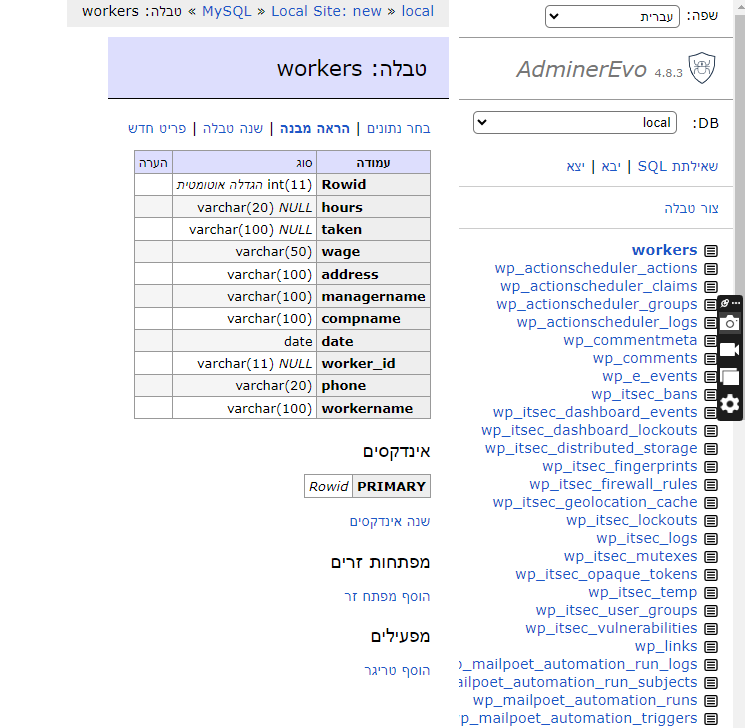 שפה: עברית
AdminerEvo 4.8.3
DB: local
שאילתת SQL | יבא | יצא
צור טבלה
workers
wp_actionscheduler_actions
wp_actionscheduler_claims
wp_actionscheduler_groups
wp_actionscheduler_logs
wp_commentmeta
wp_comments
wp_e_events
wp_itsec_bans
wp_itsec_dashboard_events
wp_itsec_dashboard_lockouts
wp_itsec_distributed_storage
wp_itsec_fingerprints
wp_itsec_firewall_rules
wp_itsec_geolocation_cache
wp_itsec_lockouts
wp_itsec_logs
wp_itsec_mutexes
wp_itsec_opaque_tokens
wp_itsec_temp
wp_itsec_user_groups
wp_itsec_vulnerabilities
wp_links
p_mailpoet_automation_run_logs
ailpoet_automation_run_subjects
wp_mailpoet_automation_runs
p_mailpoet_automation_triggers
local » Local Site: new » MySQL » טבלה: workers
טבלה: workers
בחר נתונים | הראה מבנה | שנה טבלה | פריט חדש
עמודה סוג הערה
Rowid int(11) הגדלה אוטומטית
hours varchar(20) NULL
taken varchar(100) NULL
wage varchar(50)
address varchar(100)
managername varchar(100)
compname varchar(100)
date date
worker_id varchar(11) NULL
phone varchar(20)
workername varchar(100)
אינדקסים
PRIMARY Rowid
שנה אינדקסים
מפתחות זרים
הוסף מפתח זר
מפעילים
הוסף טריגר